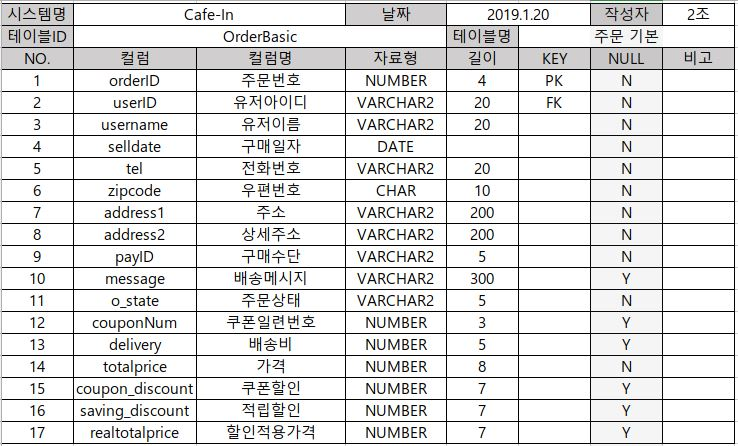 시스템명 Cafe-In 날짜 2019.1.20 작성자 2조
테이블ID OrderBasic 테이블명 주문 기본
NO. 컬럼 컬럼명 자료형 길이 KEY NULL 비고
1 orderID 주문번호 NUMBER 4 PK N
2 userID 유저아이디 VARCHAR2 20 FK N
3 username 유저이름 VARCHAR2 20 N
4 selldate 구매일자 DATE N
5 tel 전화번호 VARCHAR2 20 N
6 zipcode 우편번호 CHAR 10 N
7 address1 주소 VARCHAR2 200 N
8 address2 상세주소 VARCHAR2 200 N
9 payID 구매수단 VARCHAR2 5 N
10 message 배송메시지 VARCHAR2 300 Y
11 o_state 주문상태 VARCHAR2 5 N
12 couponNum 쿠폰일련번호 NUMBER 3 Y
13 delivery 배송비 NUMBER 5 Y
14 totalprice 가격 NUMBER 8 N
15 coupon_discount 쿠폰할인 NUMBER 7 Y
16 saving_discount 적립할인 NUMBER 7 Y
17 realtotalprice 할인적용가격 NUMBER 7 Y